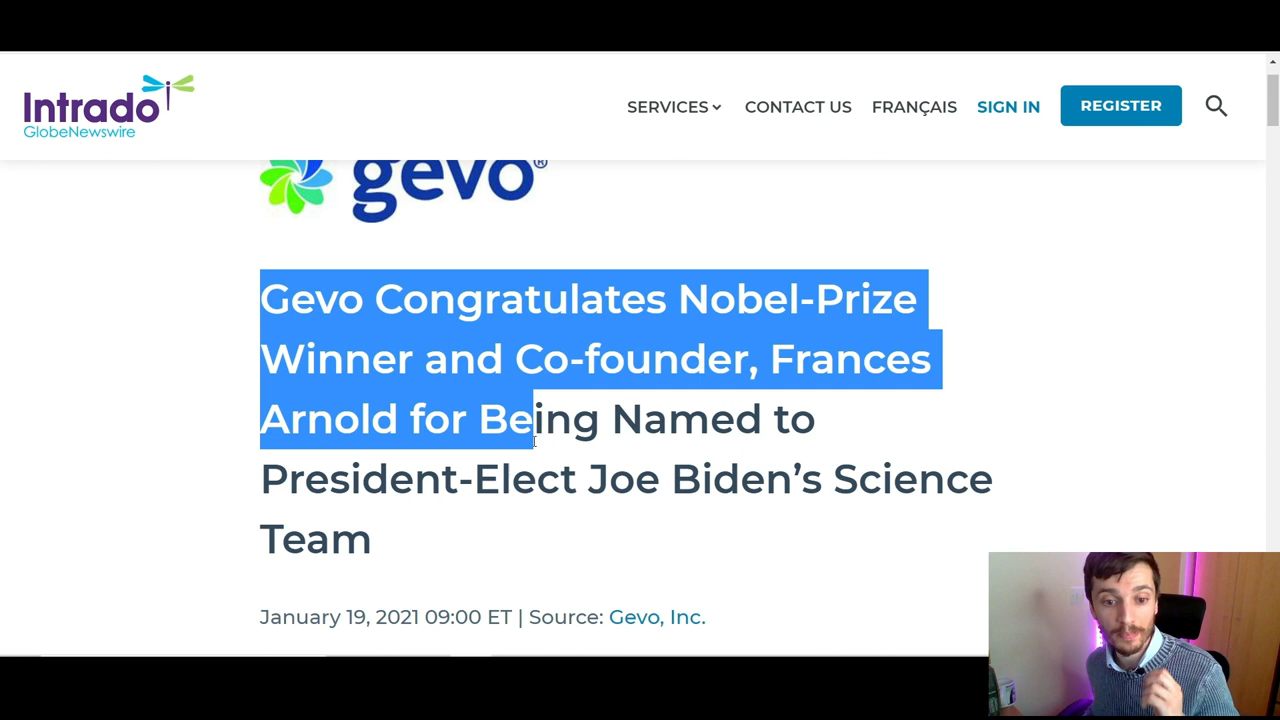 Intrado
GlobeNewswire
SERVICES
CONTACT US
FRANÇAIS
SIGN IN
REGISTER
gevo®
Gevo Congratulates Nobel-Prize
Winner and Co-founder, Frances
Arnold for Being Named to
President-Elect Joe Biden’s Science
Team
January 19, 2021 09:00 ET | Source: Gevo, Inc.